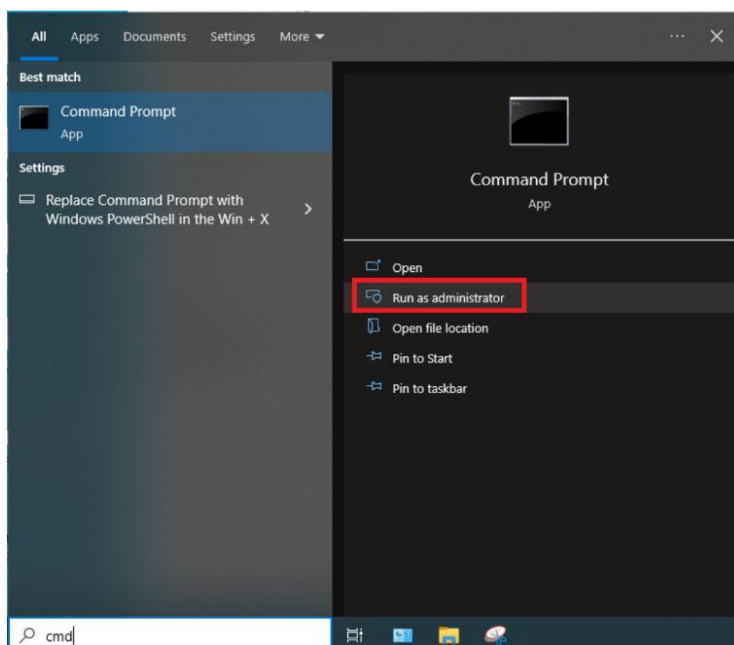 All Apps Documents Settings More ▾ ···
Best match
Command Prompt
App
Settings
Replace Command Prompt with
Windows PowerShell in the Win + X
Command Prompt
App
Open
Run as administrator
Open file location
Pin to Start
Pin to taskbar
cmd